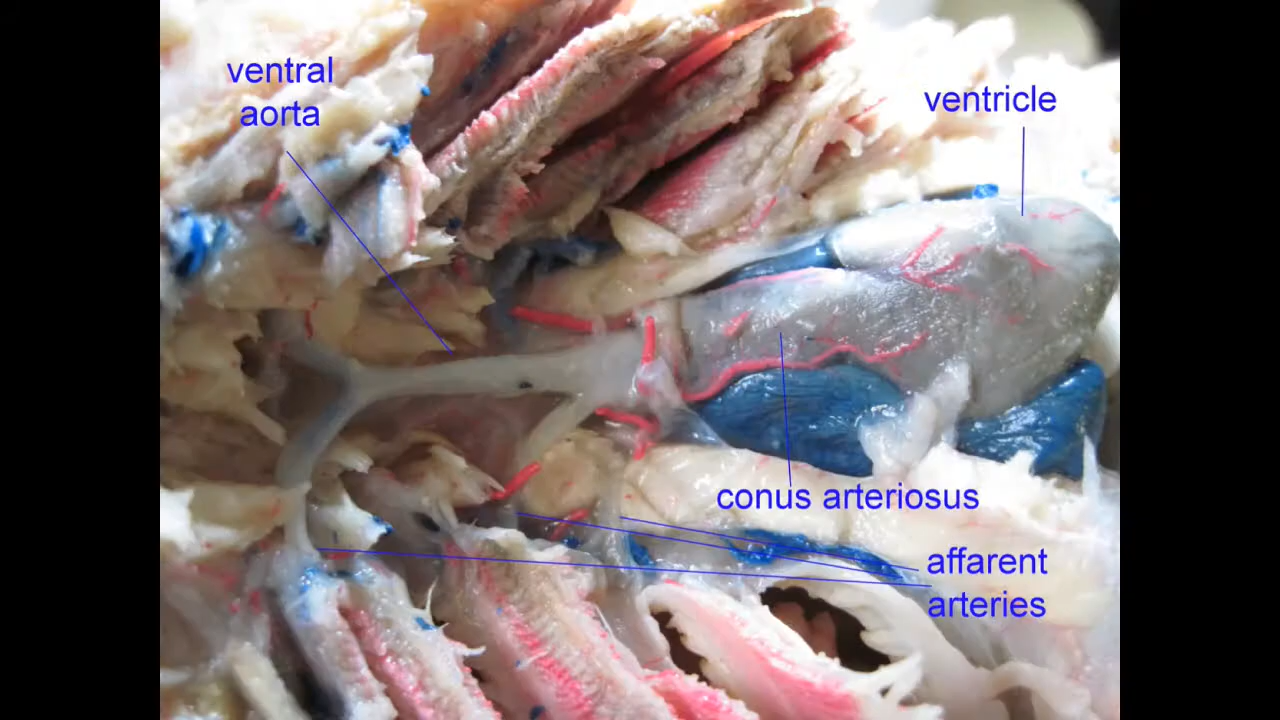 ventral
aorta
ventricle
conus arteriosus
affarent
arteries